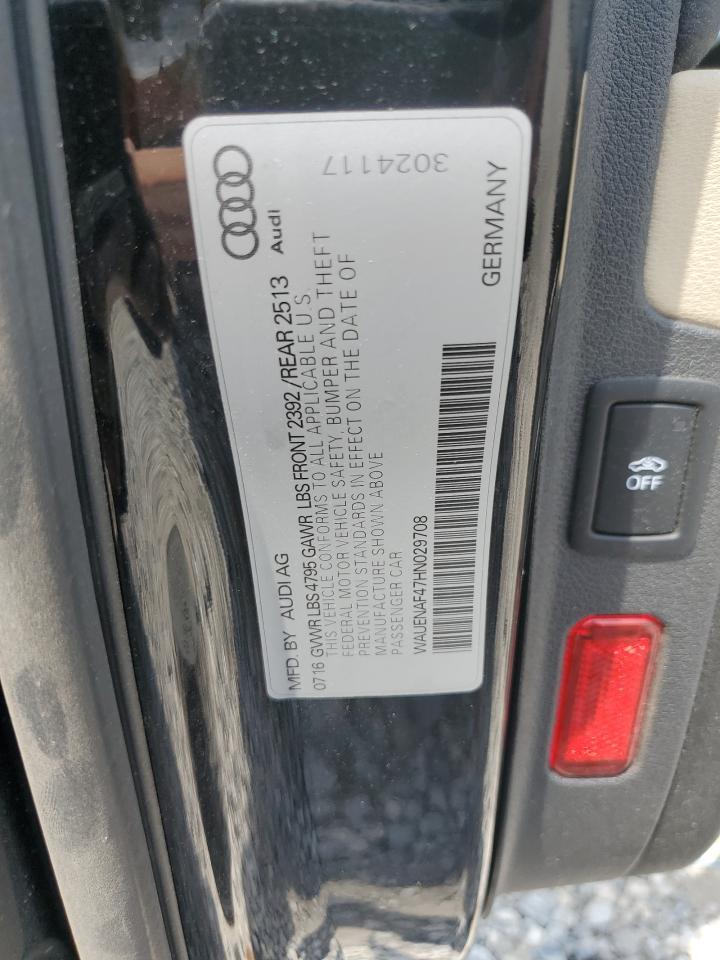 3024117
Audi
MFD. BY AUDI AG
07 16 GVWR LBS 4795 GAWR LBS FRONT 2392 / REAR 2513
THIS VEHICLE CONFORMS TO ALL APPLICABLE U.S.
FEDERAL MOTOR VEHICLE SAFETY, BUMPER AND THEFT
PREVENTION STANDARDS IN EFFECT ON THE DATE OF
MANUFACTURE SHOWN ABOVE
PASSENGER CAR
WAUENAF47HN029708
GERMANY
OFF